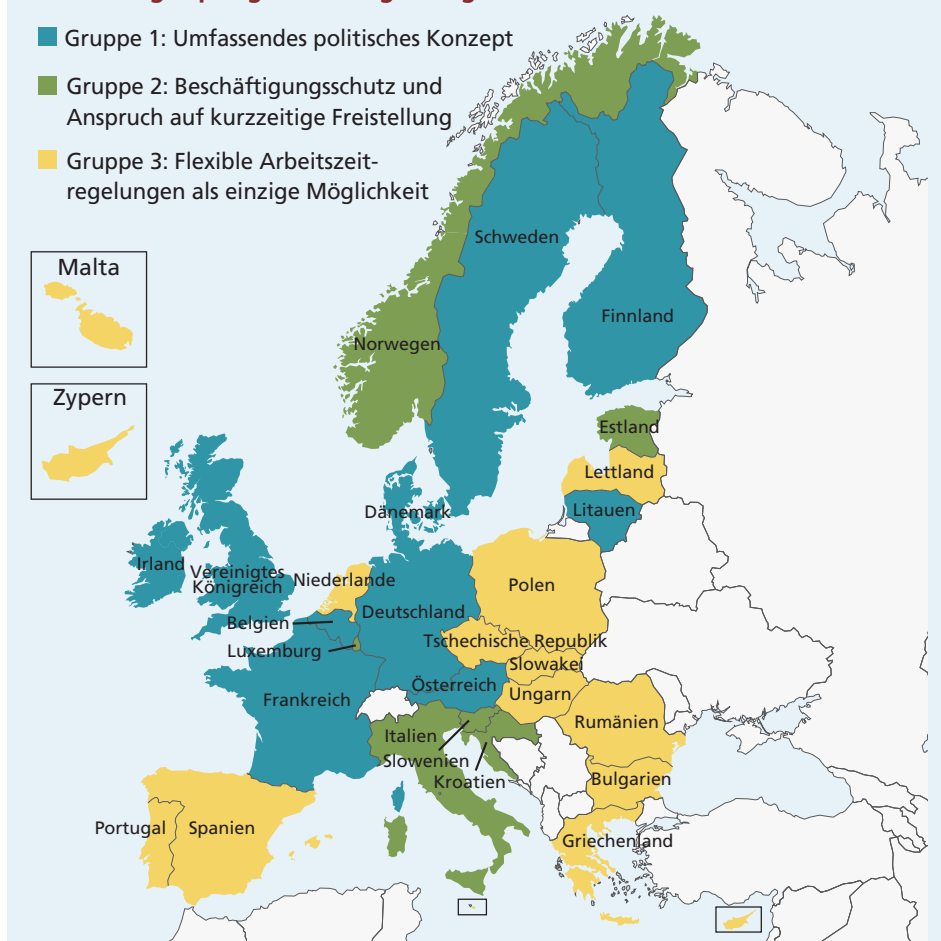 Gruppe 1: Umfassendes politisches Konzept
Gruppe 2: Beschäftigungsschutz und
Anspruch auf kurzzeitige Freistellung
Gruppe 3: Flexible Arbeitszeit-
regelungen als einzige Möglichkeit
Malta
Zypern
Schweden
Finnland
Norwegen
Estland
Lettland
Dänemark
Litauen
Irland
Vereinigtes
Königreich
Niederlande
Polen
Deutschland
Belgien
Tschechische Republik
Luxemburg
Slowakei
Österreich
Ungarn
Frankreich
Rumänien
Italien
Slowenien
Kroatien
Bulgarien
Portugal
Spanien
Griechenland